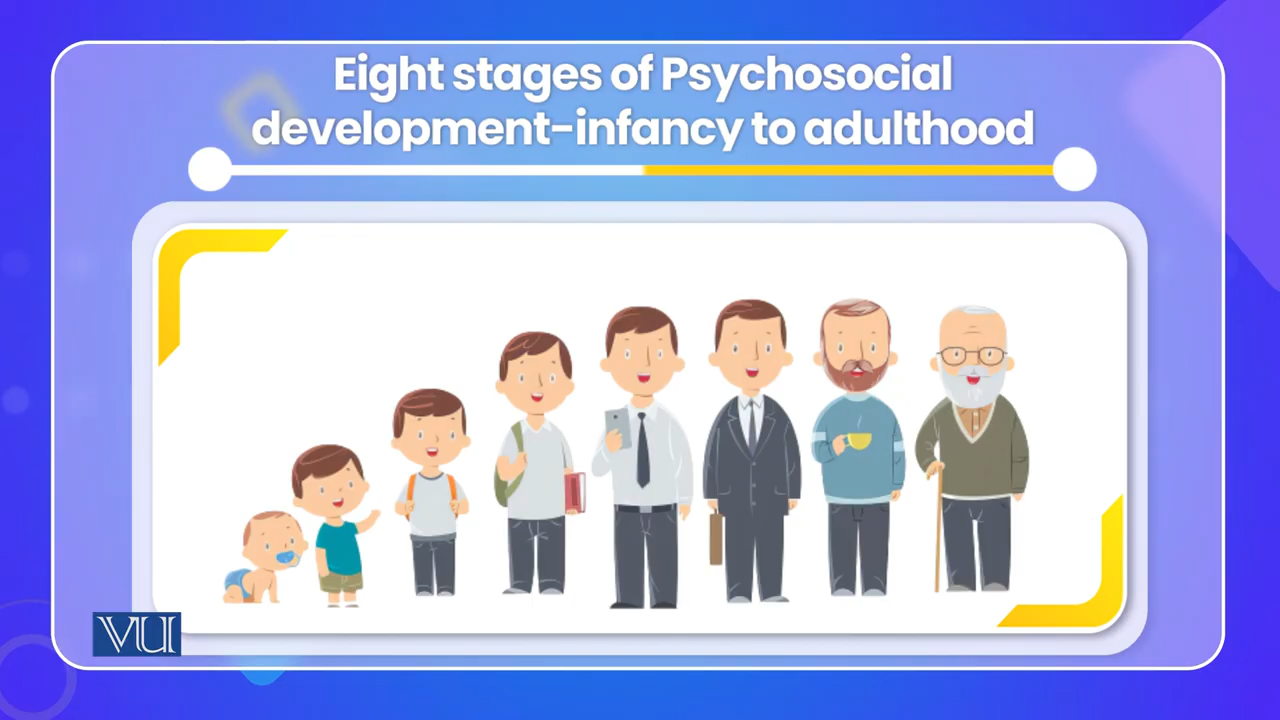 Eight stages of Psychosocial
development-infancy to adulthood
VU